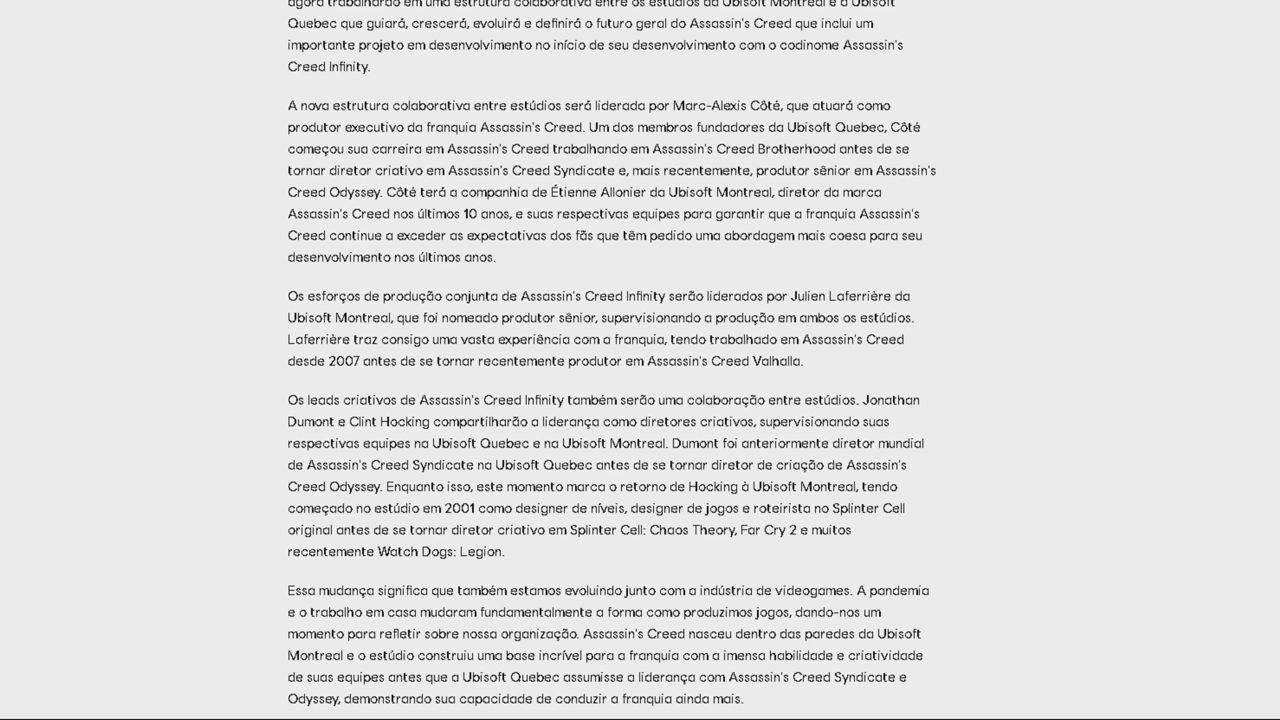 agora trabalharão em uma estrutura colaborativa entre os estúdios da Ubisoft Montreal e a Ubisoft
Quebec que guiará, crescerá, evoluirá e definirá o futuro geral do Assassin's Creed que inclui um
importante projeto em desenvolvimento no início de seu desenvolvimento com o codinome Assassin's
Creed Infinity.
A nova estrutura colaborativa entre estúdios será liderada por Marc-Alexis Côté, que atuará como
produtor executivo da franquia Assassin's Creed. Um dos membros fundadores da Ubisoft Quebec, Côté
começou sua carreira em Assassin's Creed trabalhando em Assassin's Creed Brotherhood antes de se
tornar diretor criativo em Assassin's Creed Syndicate e, mais recentemente, produtor sênior em Assassin's
Creed Odyssey. Côté terá a companhia de Étienne Allonier da Ubisoft Montreal, diretor da marca
Assassin's Creed nos últimos 10 anos, e suas respectivas equipes para garantir que a franquia Assassin's
Creed continue a exceder as expectativas dos fãs que têm pedido uma abordagem mais coesa para seu
desenvolvimento nos últimos anos.
Os esforços de produção conjunta de Assassin's Creed Infinity serão liderados por Julien Laferrière da
Ubisoft Montreal, que foi nomeado produtor sênior, supervisionando a produção em ambos os estúdios.
Laferrière traz consigo uma vasta experiência com a franquia, tendo trabalhado em Assassin's Creed
desde 2007 antes de se tornar recentemente produtor em Assassin's Creed Valhalla.
Os leads criativos de Assassin's Creed Infinity também serão uma colaboração entre estúdios. Jonathan
Dumont e Clint Hocking compartilharão a liderança como diretores criativos, supervisionando suas
respectivas equipes na Ubisoft Quebec e na Ubisoft Montreal. Dumont foi anteriormente diretor mundial
de Assassin's Creed Syndicate na Ubisoft Quebec antes de se tornar diretor de criação de Assassin's
Creed Odyssey. Enquanto isso, este momento marca o retorno de Hocking à Ubisoft Montreal, tendo
começado no estúdio em 2001 como designer de níveis, designer de jogos e roteirista no Splinter Cell
original antes de se tornar diretor criativo em Splinter Cell: Chaos Theory, Far Cry 2 e muitos
recentemente Watch Dogs: Legion.
Essa mudança significa que também estamos evoluindo junto com a indústria de videogames. A pandemia
e o trabalho em casa mudaram fundamentalmente a forma como produzimos jogos, dando-nos um
momento para refletir sobre nossa organização. Assassin's Creed nasceu dentro das paredes da Ubisoft
Montreal e o estúdio construiu uma base incrível para a franquia com a imensa habilidade e criatividade
de suas equipes antes que a Ubisoft Quebec assumisse a liderança com Assassin's Creed Syndicate e
Odyssey, demonstrando sua capacidade de conduzir a franquia ainda mais.